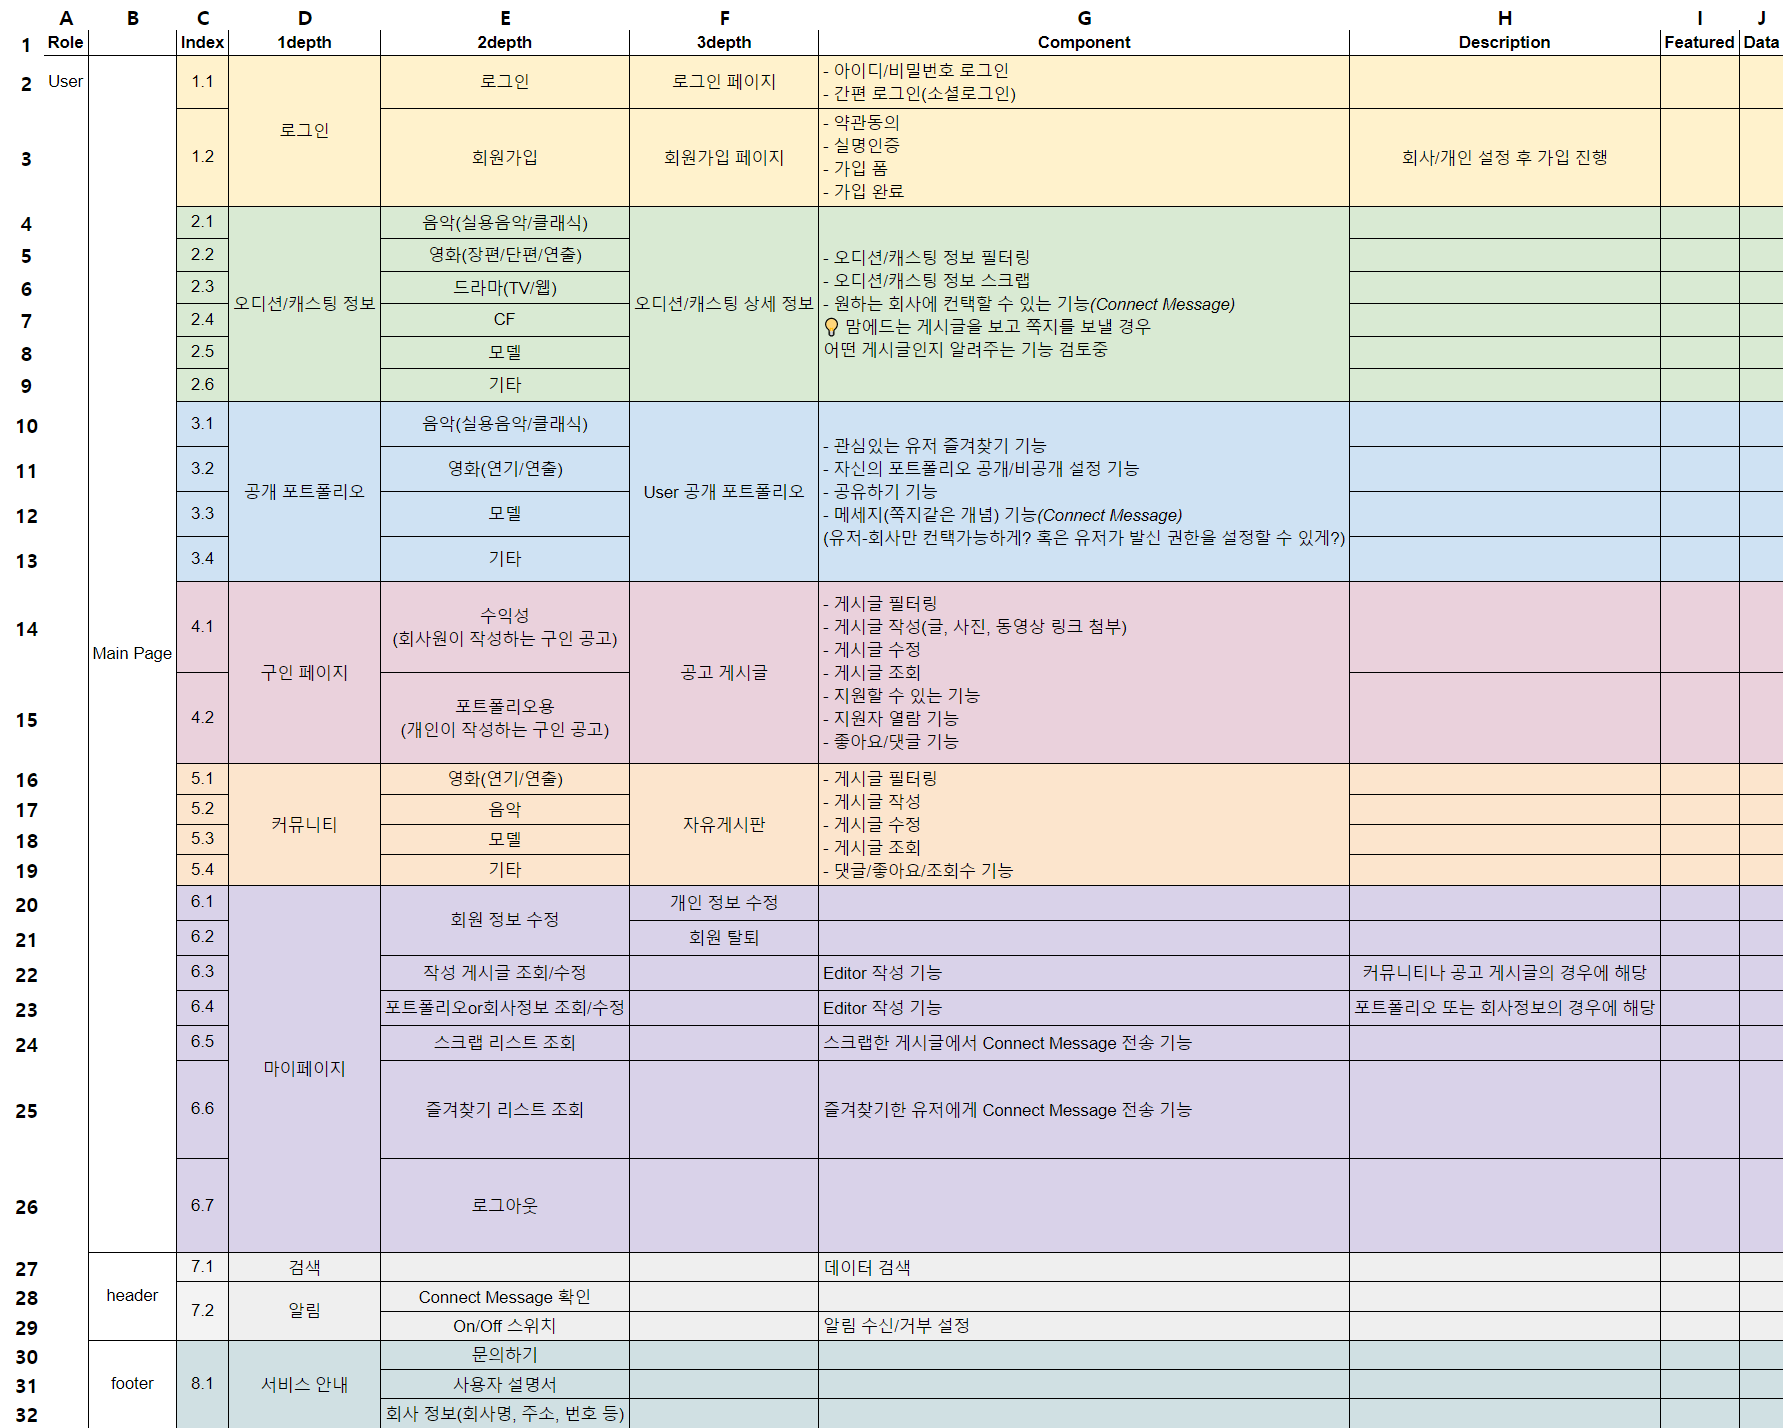 A B C D E F G H I J
1 Role Index 1depth 2depth 3depth Component Description Featured Data
2 User 1.1 로그인 로그인 로그인 페이지 - 아이디/비밀번호 로그인
- 간편 로그인(소셜로그인)
3 1.2 회원가입 회원가입 페이지 - 약관동의
- 실명인증
- 가입 폼
- 가입 완료
회사/개인 설정 후 가입 진행
4 2.1 음악(실용음악/클래식)
5 2.2 영화(장편/단편/연출)
6 2.3 드라마(TV/웹)
오디션/캐스팅 정보
오디션/캐스팅 상세 정보
- 오디션/캐스팅 정보 필터링
- 오디션/캐스팅 정보 스크랩
- 원하는 회사에 컨택할 수 있는 기능(Connect Message)
💡 맘에드는 게시글을 보고 쪽지를 보낼 경우
어떤 게시글인지 알려주는 기능 검토중
7 2.4 CF
8 2.5 모델
9 2.6 기타
10 3.1 음악(실용음악/클래식)
11 3.2 영화(연기/연출)
공개 포트폴리오
User 공개 포트폴리오
- 관심있는 유저 즐겨찾기 기능
- 자신의 포트폴리오 공개/비공개 설정 기능
- 공유하기 기능
- 메세지(쪽지같은 개념) 기능(Connect Message)
(유저-회사만 컨택가능하게? 혹은 유저가 발신 권한을 설정할 수 있게?)
12 3.3 모델
13 3.4 기타
14 4.1 수익성
(회사원이 작성하는 구인 공고)
Main Page
구인 페이지
공고 게시글
- 게시글 필터링
- 게시글 작성(글, 사진, 동영상 링크 첨부)
- 게시글 수정
- 게시글 조회
- 지원할 수 있는 기능
- 지원자 열람 기능
- 좋아요/댓글 기능
15 4.2 포트폴리오용
(개인이 작성하는 구인 공고)
16 5.1 영화(연기/연출)
17 5.2 음악
커뮤니티
자유게시판
- 게시글 필터링
- 게시글 작성
- 게시글 수정
- 게시글 조회
- 댓글/좋아요/조회수 기능
18 5.3 모델
19 5.4 기타
20 6.1 회원 정보 수정 개인 정보 수정
21 6.2 회원 탈퇴
22 6.3 작성 게시글 조회/수정 Editor 작성 기능 커뮤니티나 공고 게시글의 경우에 해당
23 6.4 포트폴리오or회사정보 조회/수정 Editor 작성 기능 포트폴리오 또는 회사정보의 경우에 해당
24 6.5 스크랩 리스트 조회 스크랩한 게시글에서 Connect Message 전송 기능
마이페이지
25 6.6 즐겨찾기 리스트 조회 즐겨찾기한 유저에게 Connect Message 전송 기능
26 6.7 로그아웃
27 7.1 검색 데이터 검색
header
28 7.2 알림 Connect Message 확인
29 On/Off 스위치 알림 수신/거부 설정
30 문의하기
31 footer 8.1 서비스 안내 사용자 설명서
32 회사 정보(회사명, 주소, 번호 등)